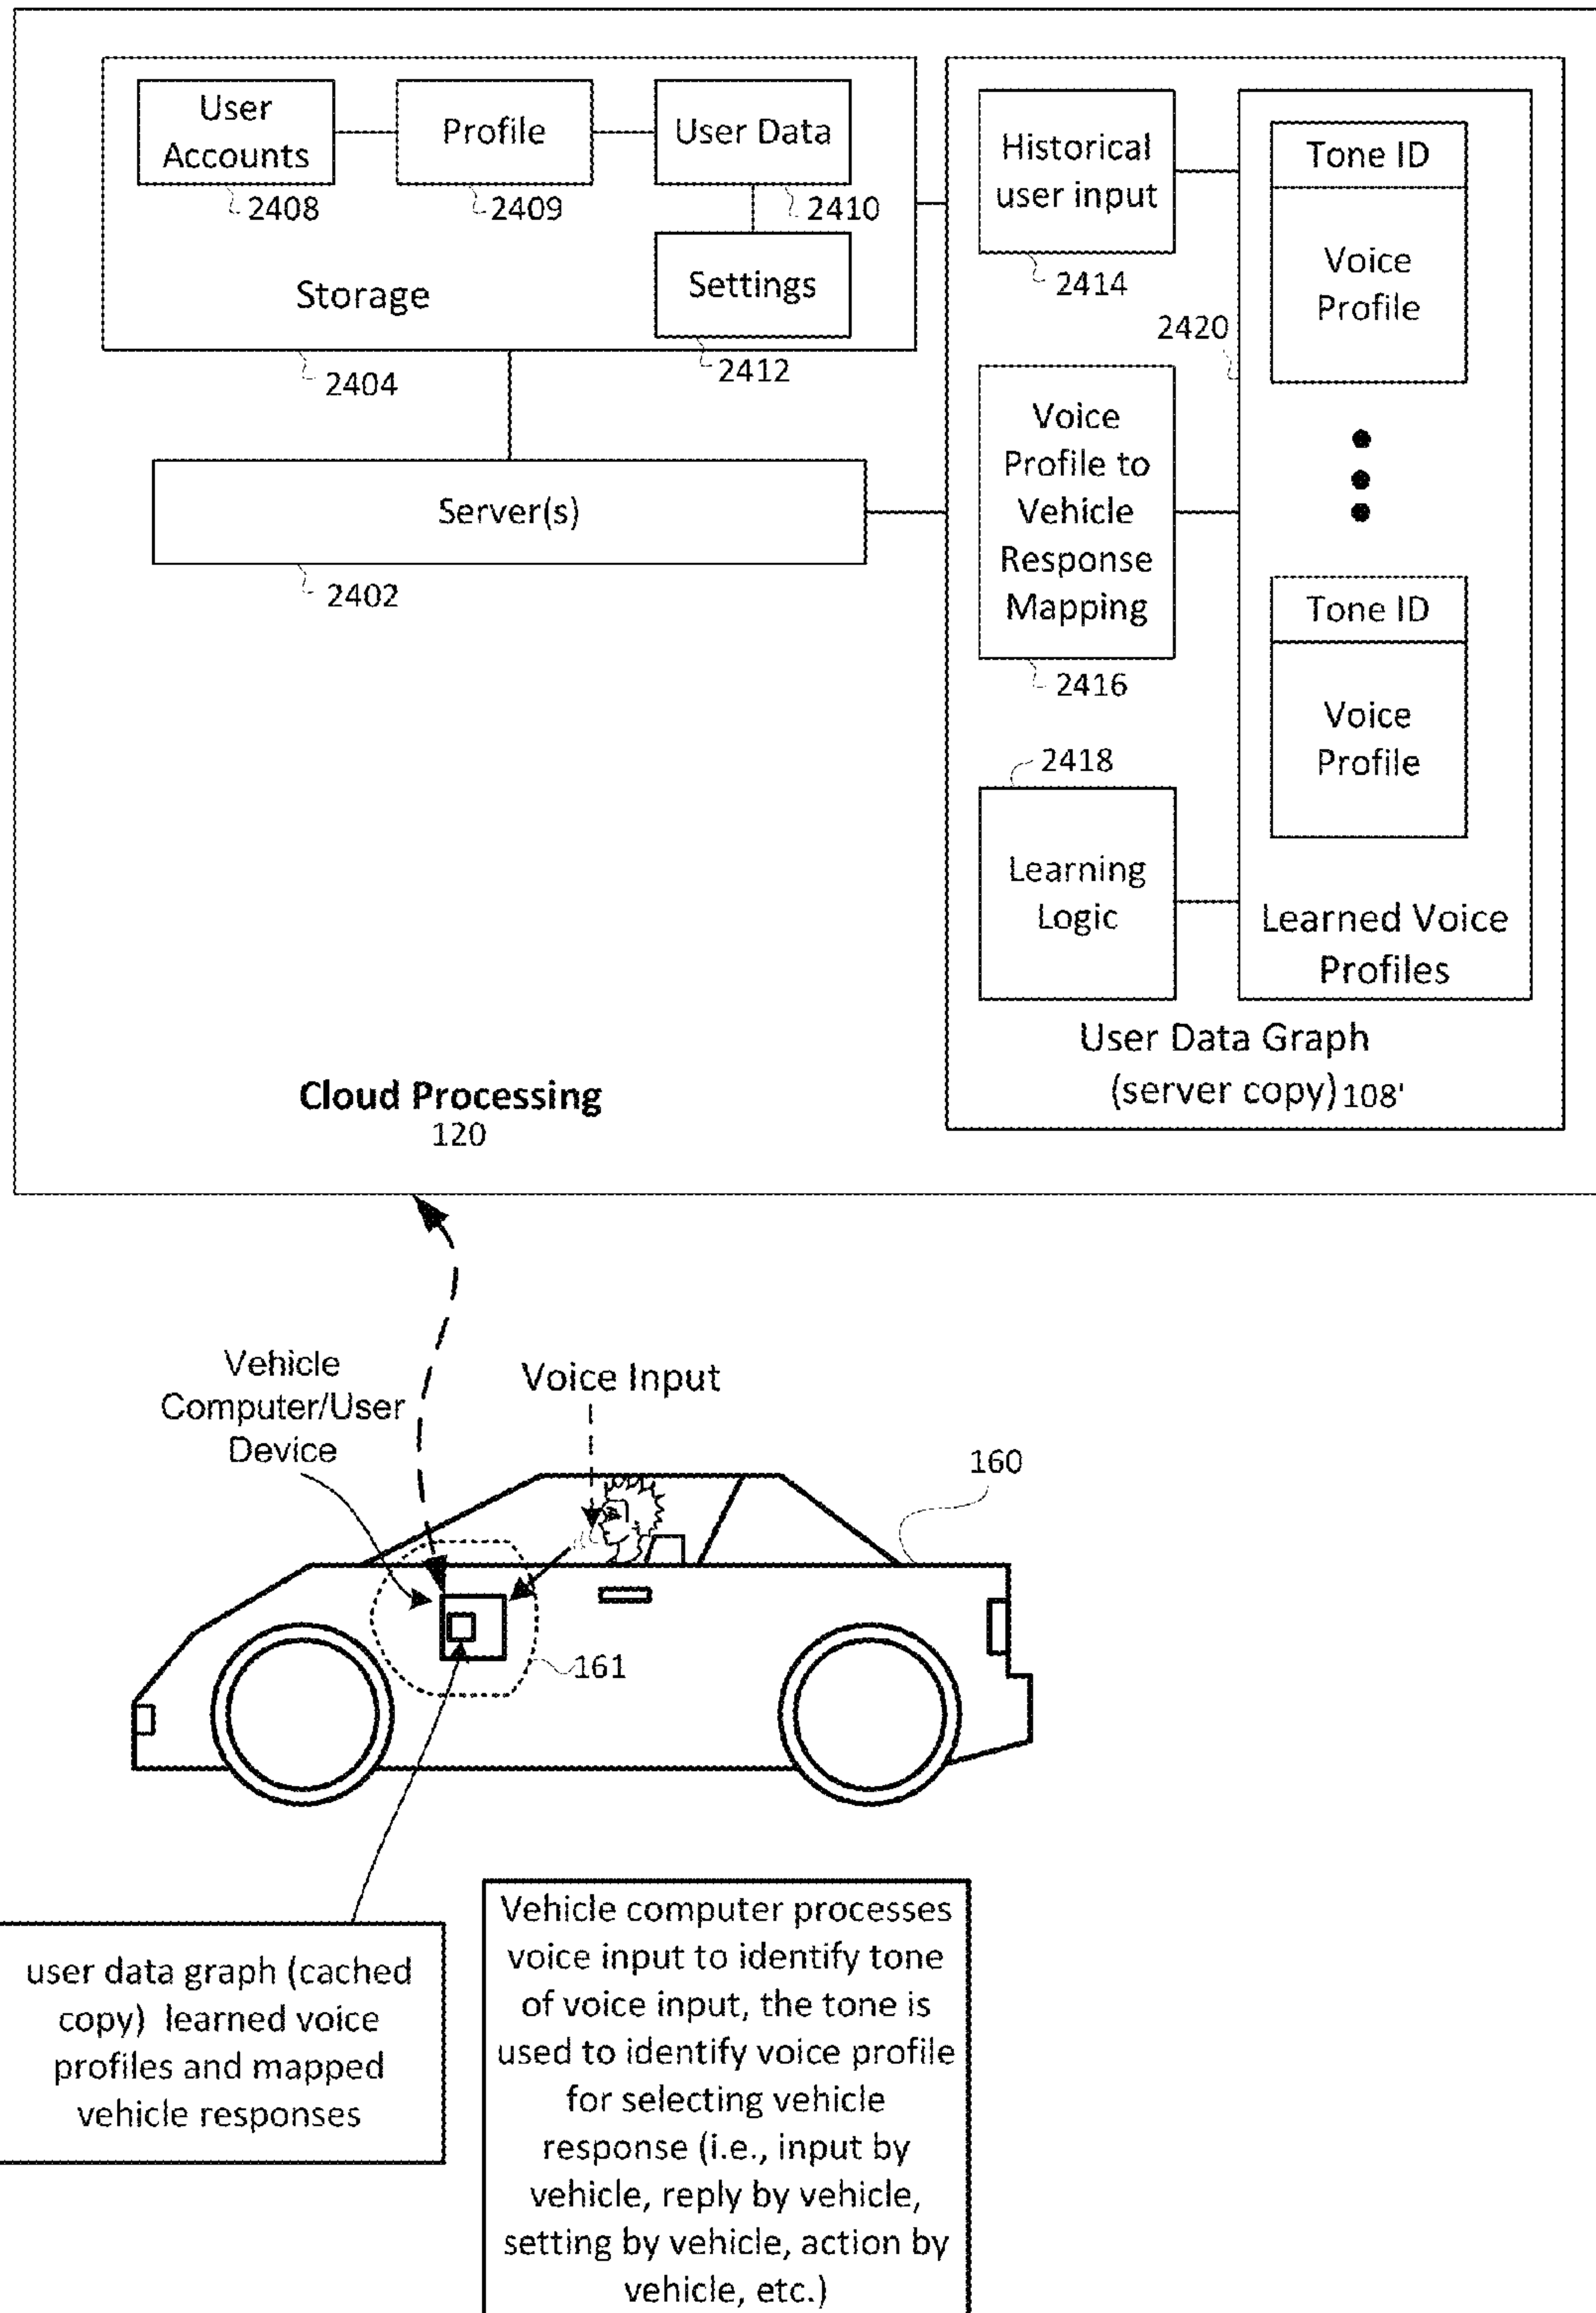 User
Accounts
2408
Profile
2409
User Data
2410
Settings
2412
Storage
2404
Server(s)
2402
Historical
user input
2414
Voice
Profile to
Vehicle
Response
Mapping
2416
2418
Learning
Logic
2420
Tone ID
Voice
Profile
Tone ID
Voice
Profile
Learned Voice
Profiles
User Data Graph
(server copy) 108'
Cloud Processing
120
Vehicle
Computer/User
Device
Voice Input
160
161
user data graph (cached
copy) learned voice
profiles and mapped
vehicle responses
Vehicle computer processes
voice input to identify tone
of voice input, the tone is
used to identify voice profile
for selecting vehicle
response (i.e., input by
vehicle, reply by vehicle,
setting by vehicle, action by
vehicle, etc.)